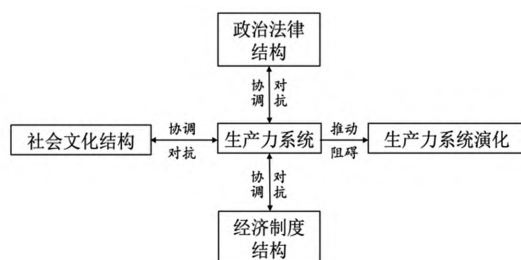 政治法律
结构
协调 对抗
社会文化结构
协调
对抗
生产力系统
推动
阻碍
生产力系统演化
协调 对抗
经济制度
结构